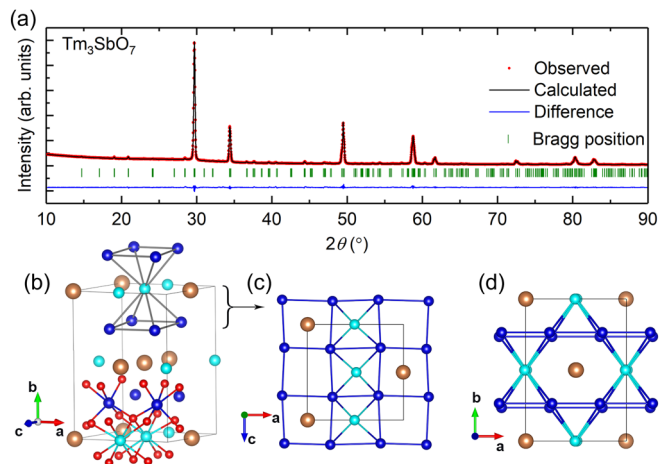 (a)
Tm₃SbO₇
Intensity (arb. units)
Observed
Calculated
Difference
Bragg position
10 20 30 40 50 60 70 80 90
2θ (°)
(b) (c) (d)
b
c a
a
c
b
a